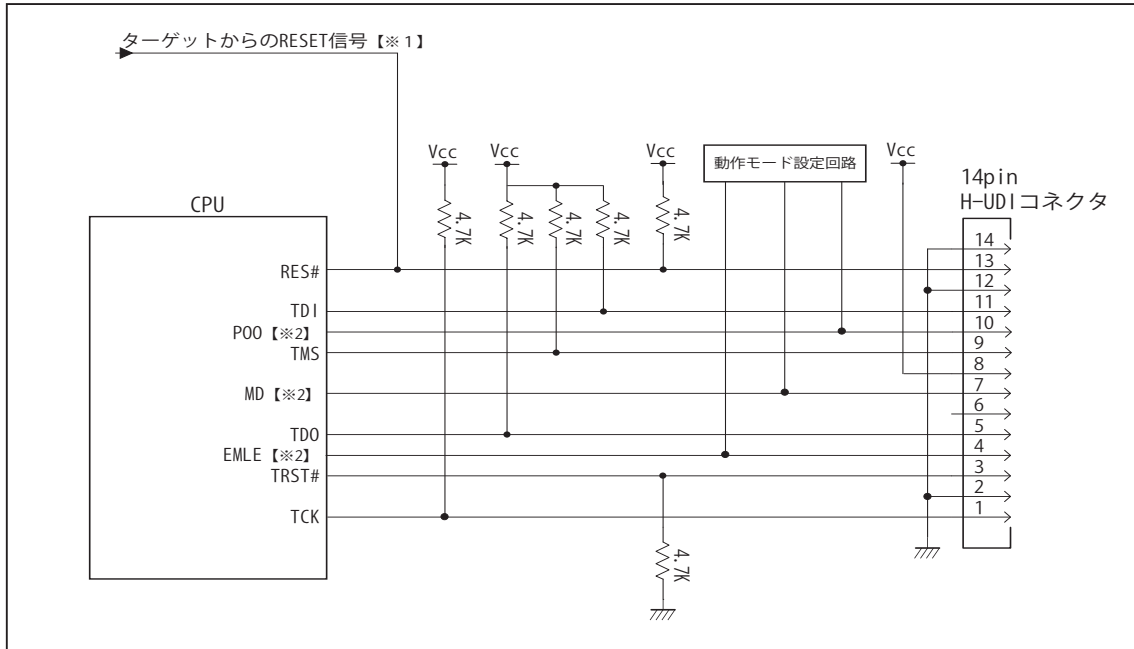 ターゲットからのRESET信号【※1】
Vcc
Vcc
Vcc
動作モード設定回路
Vcc
14pin
H-UDIコネクタ
CPU
4.7K
4.7K
4.7K
4.7K
4.7K
14
RES#
13
12
TDI
11
POO【※2】
10
TMS
9
8
MD【※2】
7
6
TDO
5
EMLE【※2】
4
TRST#
3
2
TCK
1
4.7K